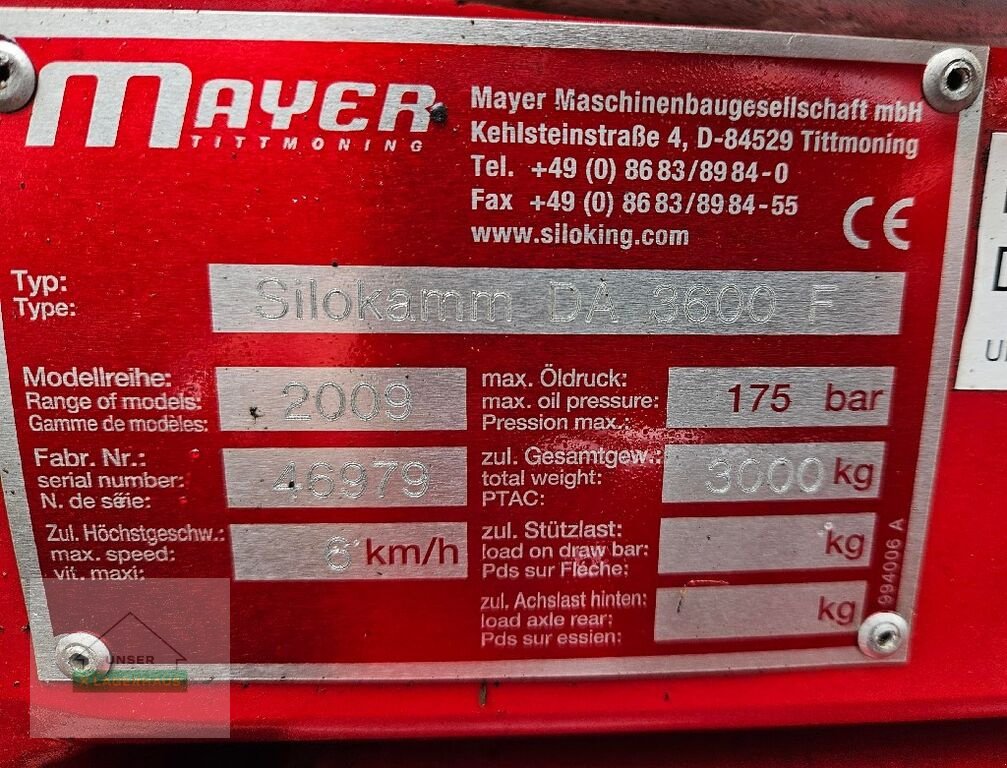 MAYER
TITTMONING
Mayer Maschinenbaugesellschaft mbH
Kehlsteinstraße 4, D-84529 Tittmoning
Tel. +49 (0) 86 83/89 84-0
Fax +49 (0) 86 83/89 84-55
www.siloking.com
CE
Typ:
Type:
Silokamm DA 3600 F
Modellreihe:
Range of models:
Gamme de modèles:
2009
max. Öldruck:
max. oil pressure:
Pression max.:
175 bar
Fabr. Nr.:
serial number:
N. de série:
46979
zul. Gesamtgew.:
total weight:
PTAC:
3000 kg
Zul. Höchstgeschw.:
max. speed:
vit. maxi:
km/h
zul. Stützlast:
load on draw bar:
Pds sur Flèche:
kg
zul. Achslast hinten:
load axle rear:
Pds sur essien:
kg
994006 A
UNSER
LAGERHAUS